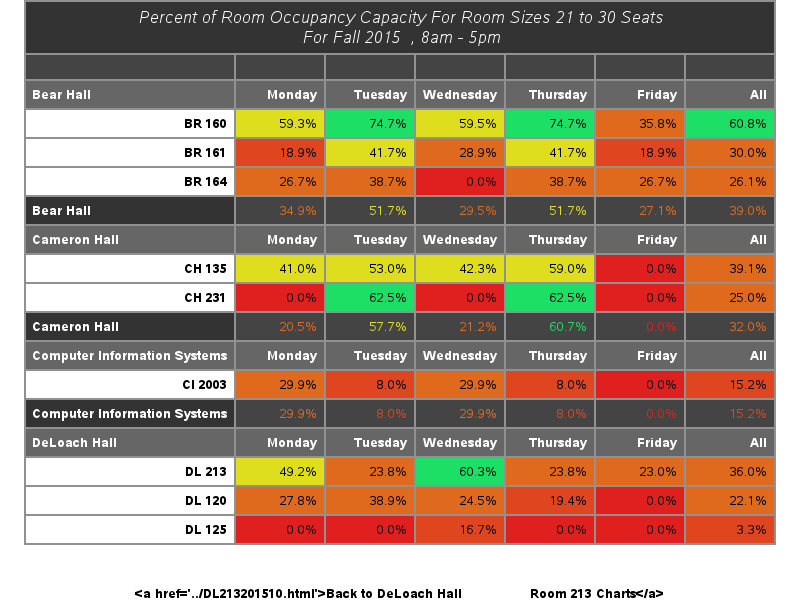 Percent of Room Occupancy Capacity For Room Sizes 21 to 30 Seats
For Fall 2015 , 8am - 5pm
Bear Hall Monday Tuesday Wednesday Thursday Friday All
BR 160 59.3% 74.7% 59.5% 74.7% 35.8% 60.8%
BR 161 18.9% 41.7% 28.9% 41.7% 18.9% 30.0%
BR 164 26.7% 38.7% 0.0% 38.7% 26.7% 26.1%
Bear Hall 34.9% 51.7% 29.5% 51.7% 27.1% 39.0%
Cameron Hall Monday Tuesday Wednesday Thursday Friday All
CH 135 41.0% 53.0% 42.3% 59.0% 0.0% 39.1%
CH 231 0.0% 62.5% 0.0% 62.5% 0.0% 25.0%
Cameron Hall 20.5% 57.7% 21.2% 60.7% 0.0% 32.0%
Computer Information Systems Monday Tuesday Wednesday Thursday Friday All
CI 2003 29.9% 8.0% 29.9% 8.0% 0.0% 15.2%
Computer Information Systems 29.9% 8.0% 29.9% 8.0% 0.0% 15.2%
DeLoach Hall Monday Tuesday Wednesday Thursday Friday All
DL 213 49.2% 23.8% 60.3% 23.8% 23.0% 36.0%
DL 120 27.8% 38.9% 24.5% 19.4% 0.0% 22.1%
DL 125 0.0% 0.0% 16.7% 0.0% 0.0% 3.3%
<a href='../DL213201510.html'>Back to DeLoach Hall Room 213 Charts</a>